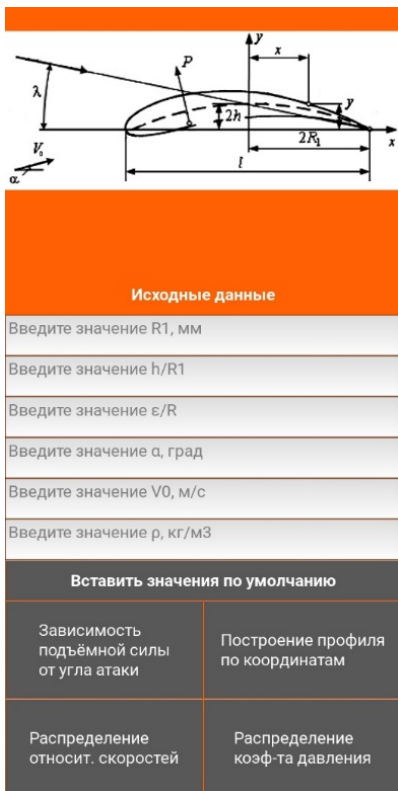 y
x
P
λ
y
2h
2R₁
x
V₀
α
l
Исходные данные
Введите значение R1, мм
Введите значение h/R1
Введите значение ε/R
Введите значение α, град
Введите значение V0, м/с
Введите значение ρ, кг/м3
Вставить значения по умолчанию
Зависимость
подъёмной силы
от угла атаки
Построение профиля
по координатам
Распределение
относит. скоростей
Распределение
коэф-та давления